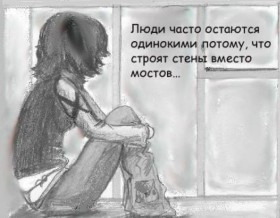 Люди часто остаются
одинокими потому, что
строят стены вместо
мостов...